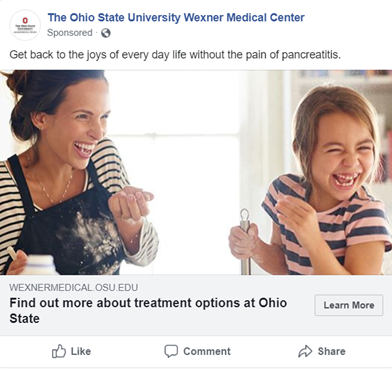 The Ohio State University Wexner Medical Center
Sponsored ·
Get back to the joys of every day life without the pain of pancreatitis.
WEXNERMEDICAL.OSU.EDU
Find out more about treatment options at Ohio
State
Learn More
Like
Comment
Share